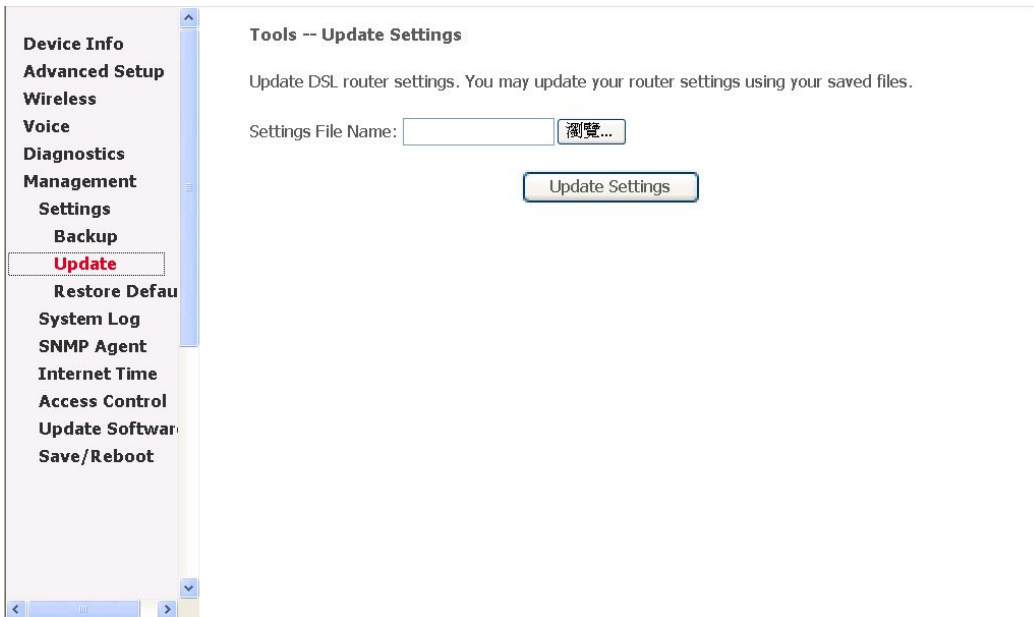 Device Info
Advanced Setup
Wireless
Voice
Diagnostics
Management
Settings
Backup
Update
Restore Defau
System Log
SNMP Agent
Internet Time
Access Control
Update Softwar
Save/Reboot
Tools -- Update Settings
Update DSL router settings. You may update your router settings using your saved files.
Settings File Name: 瀏覽...
Update Settings